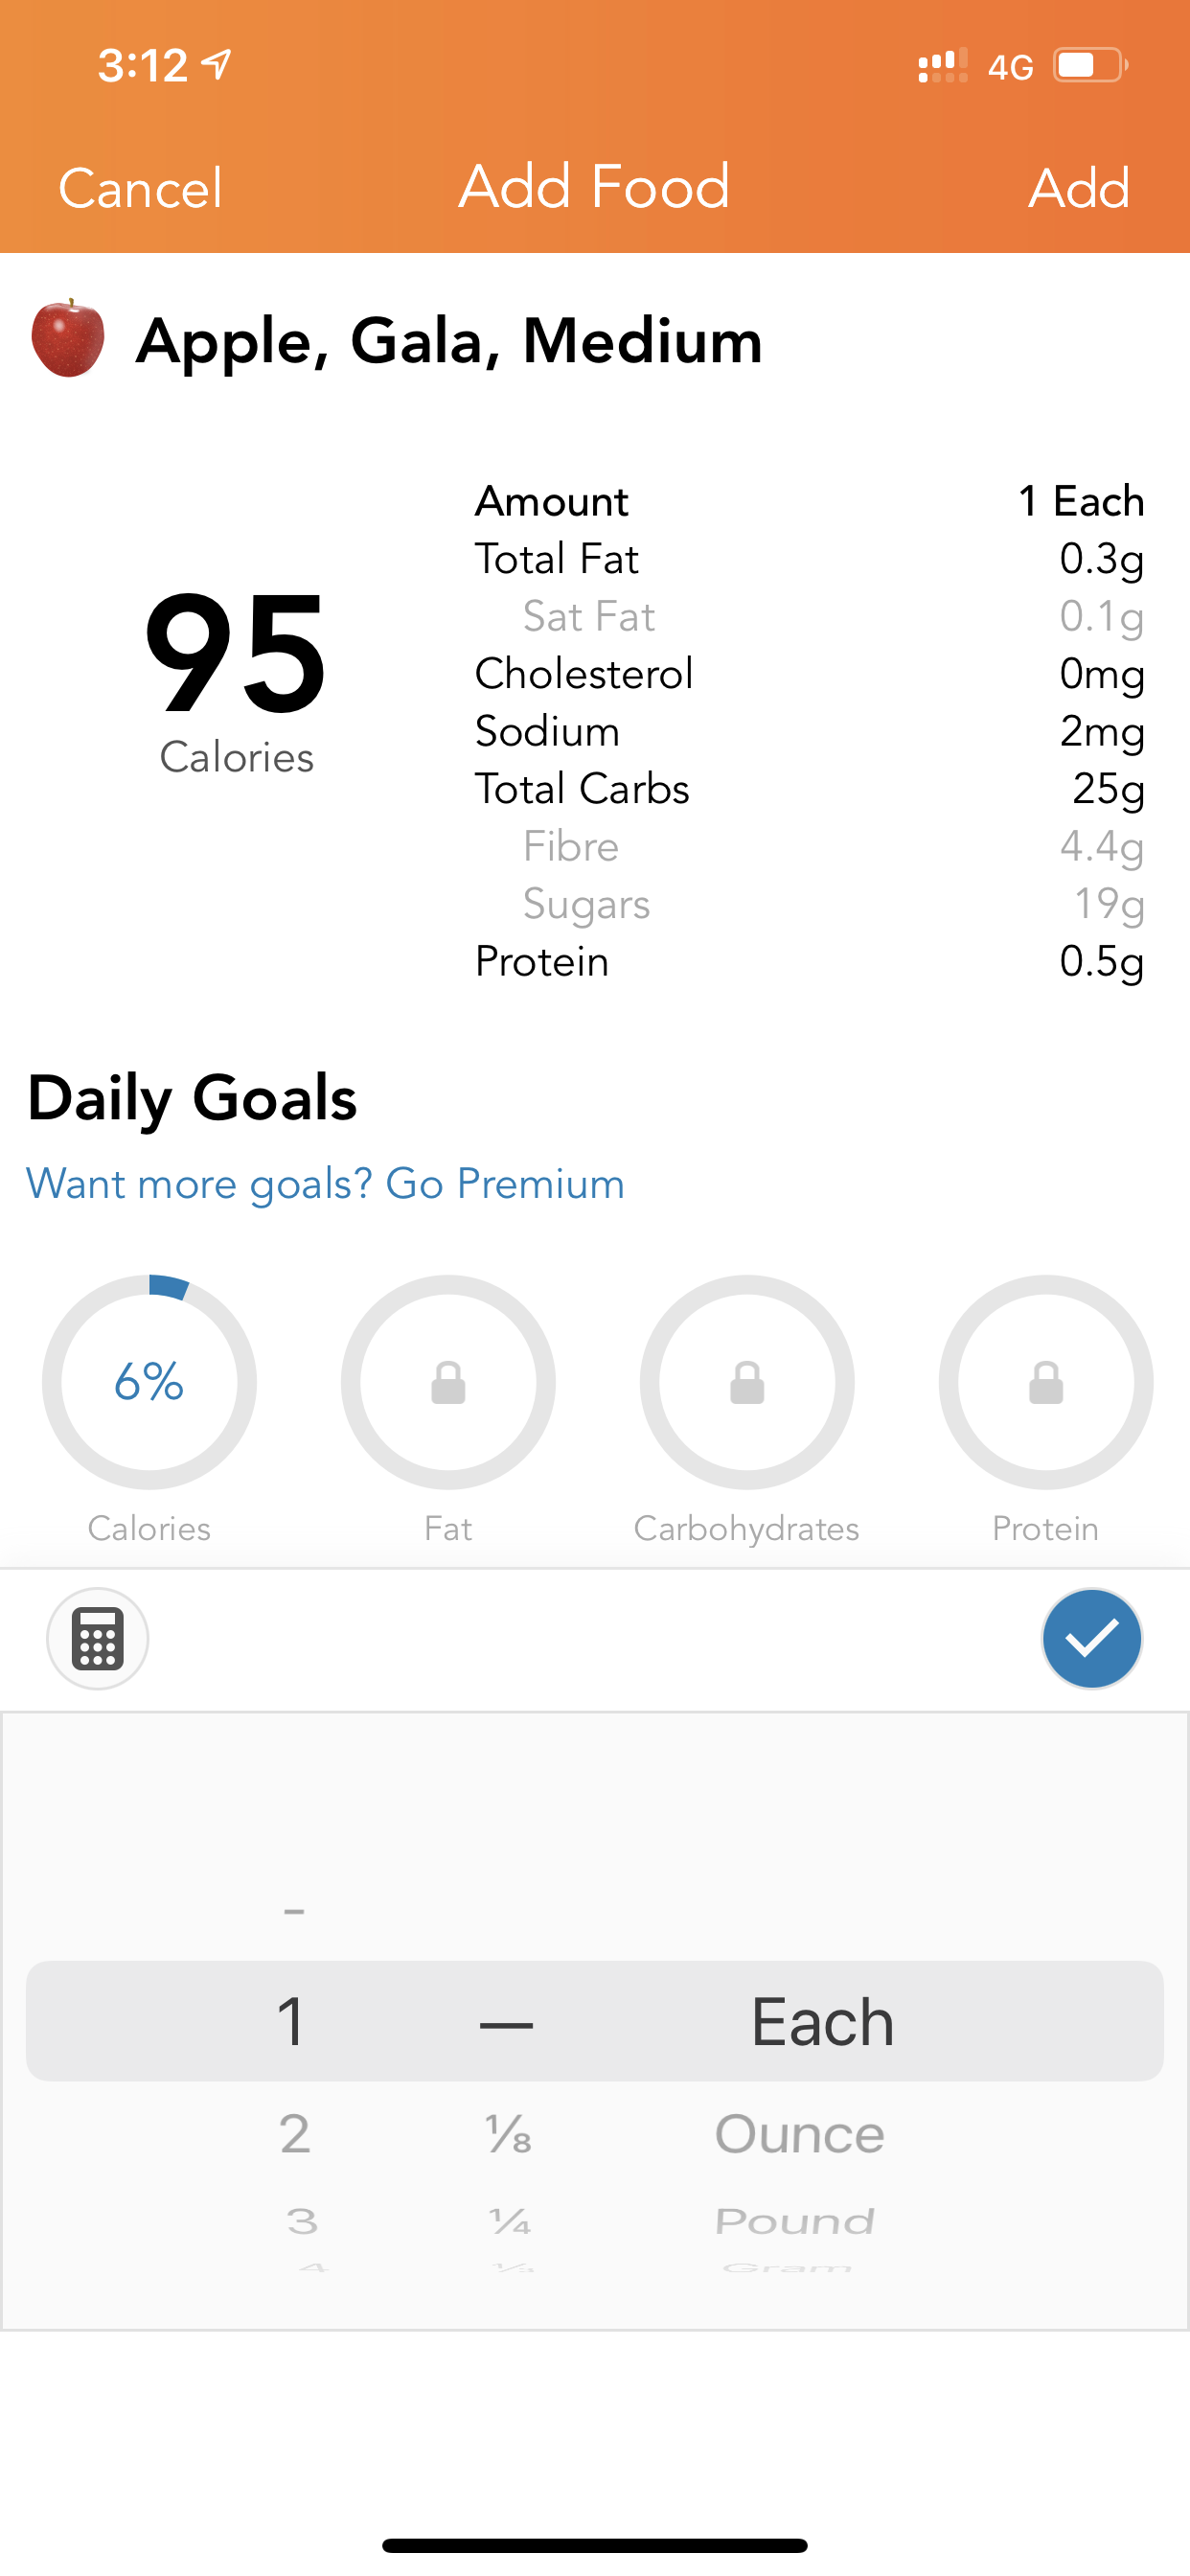 3:12 4G
Cancel Add Food Add
Apple, Gala, Medium
Amount 1 Each
Total Fat 0.3g
Sat Fat 0.1g
Cholesterol 0mg
Sodium 2mg
Total Carbs 25g
Fibre 4.4g
Sugars 19g
Protein 0.5g
95
Calories
Daily Goals
Want more goals? Go Premium
6%
Calories Fat Carbohydrates Protein
-
1 — Each
2 ⅛ Ounce
3 ¼ Pound
4 ⅓ Gram